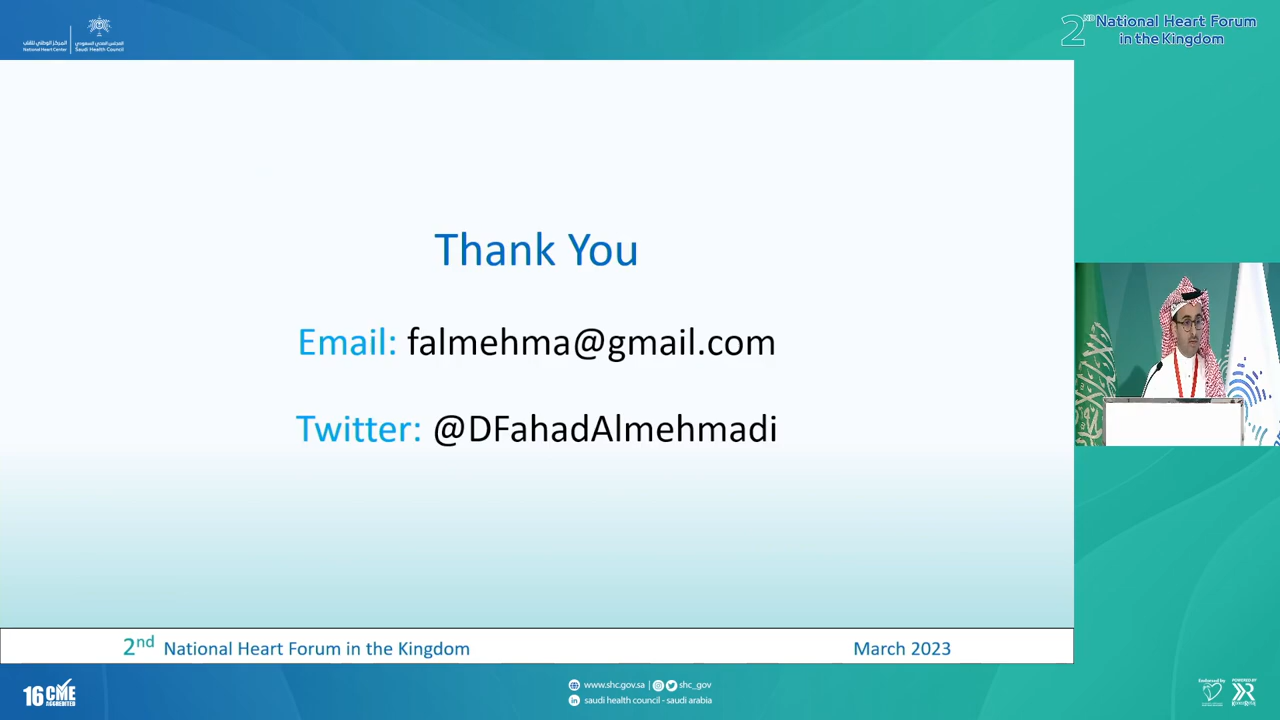 المركز الوطني للقلب
National Heart Center
المجلس الصحي السعودي
Saudi Health Council
2ND National Heart Forum
in the Kingdom
Thank You
Email: falmehma@gmail.com
Twitter: @DFahadAlmehmadi
2nd National Heart Forum in the Kingdom
March 2023
16 CME
ACCREDITED
www.shc.gov.sa | shc_gov
saudi health council - saudi arabia
Endorsed by
POWERED BY